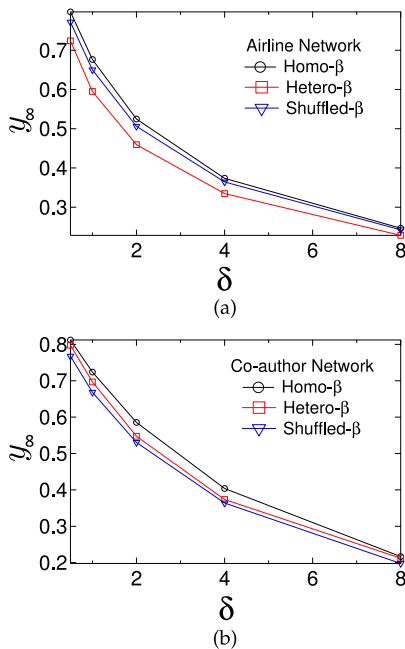 0.7
0.6
0.5
0.4
0.3
y∞
Airline Network
Homo-β
Hetero-β
Shuffled-β
2 4 6 8
δ
(a)
0.8
0.7
0.6
0.5
0.4
0.3
0.2
y∞
Co-author Network
Homo-β
Hetero-β
Shuffled-β
2 4 6 8
δ
(b)